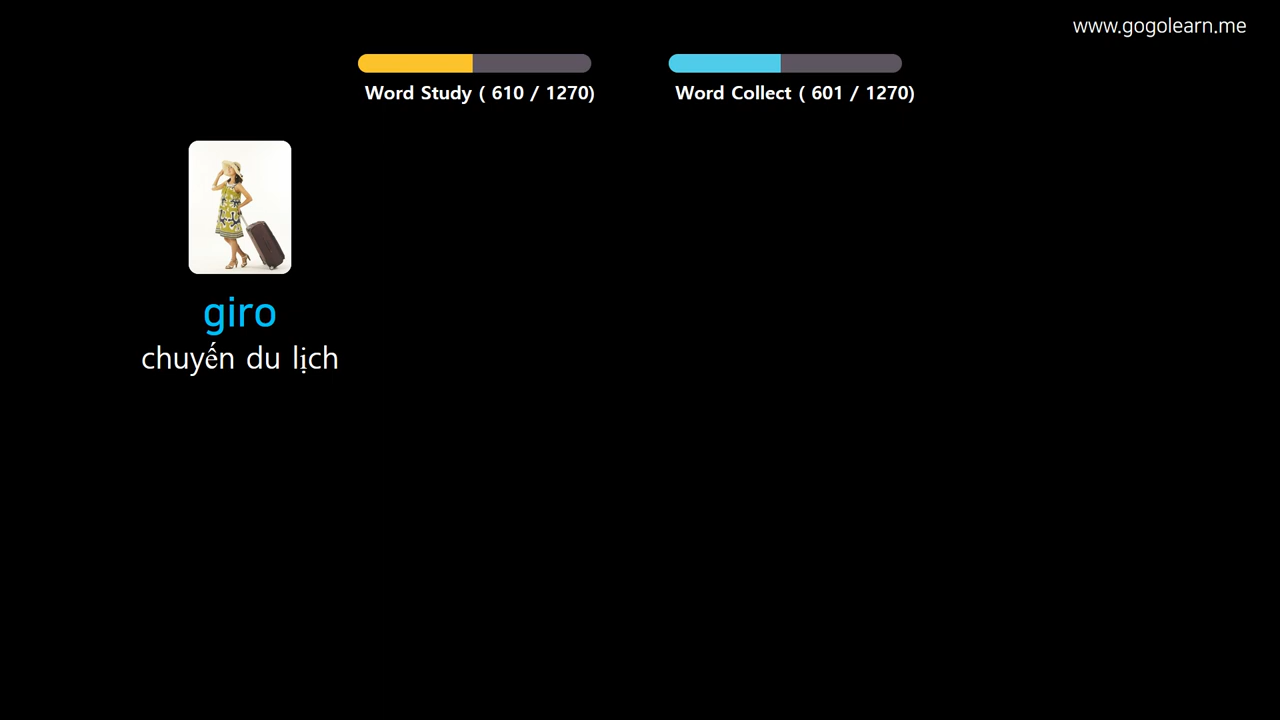 www.gogolearn.me
Word Study ( 610 / 1270)
Word Collect ( 601 / 1270)
giro
chuyến du lịch